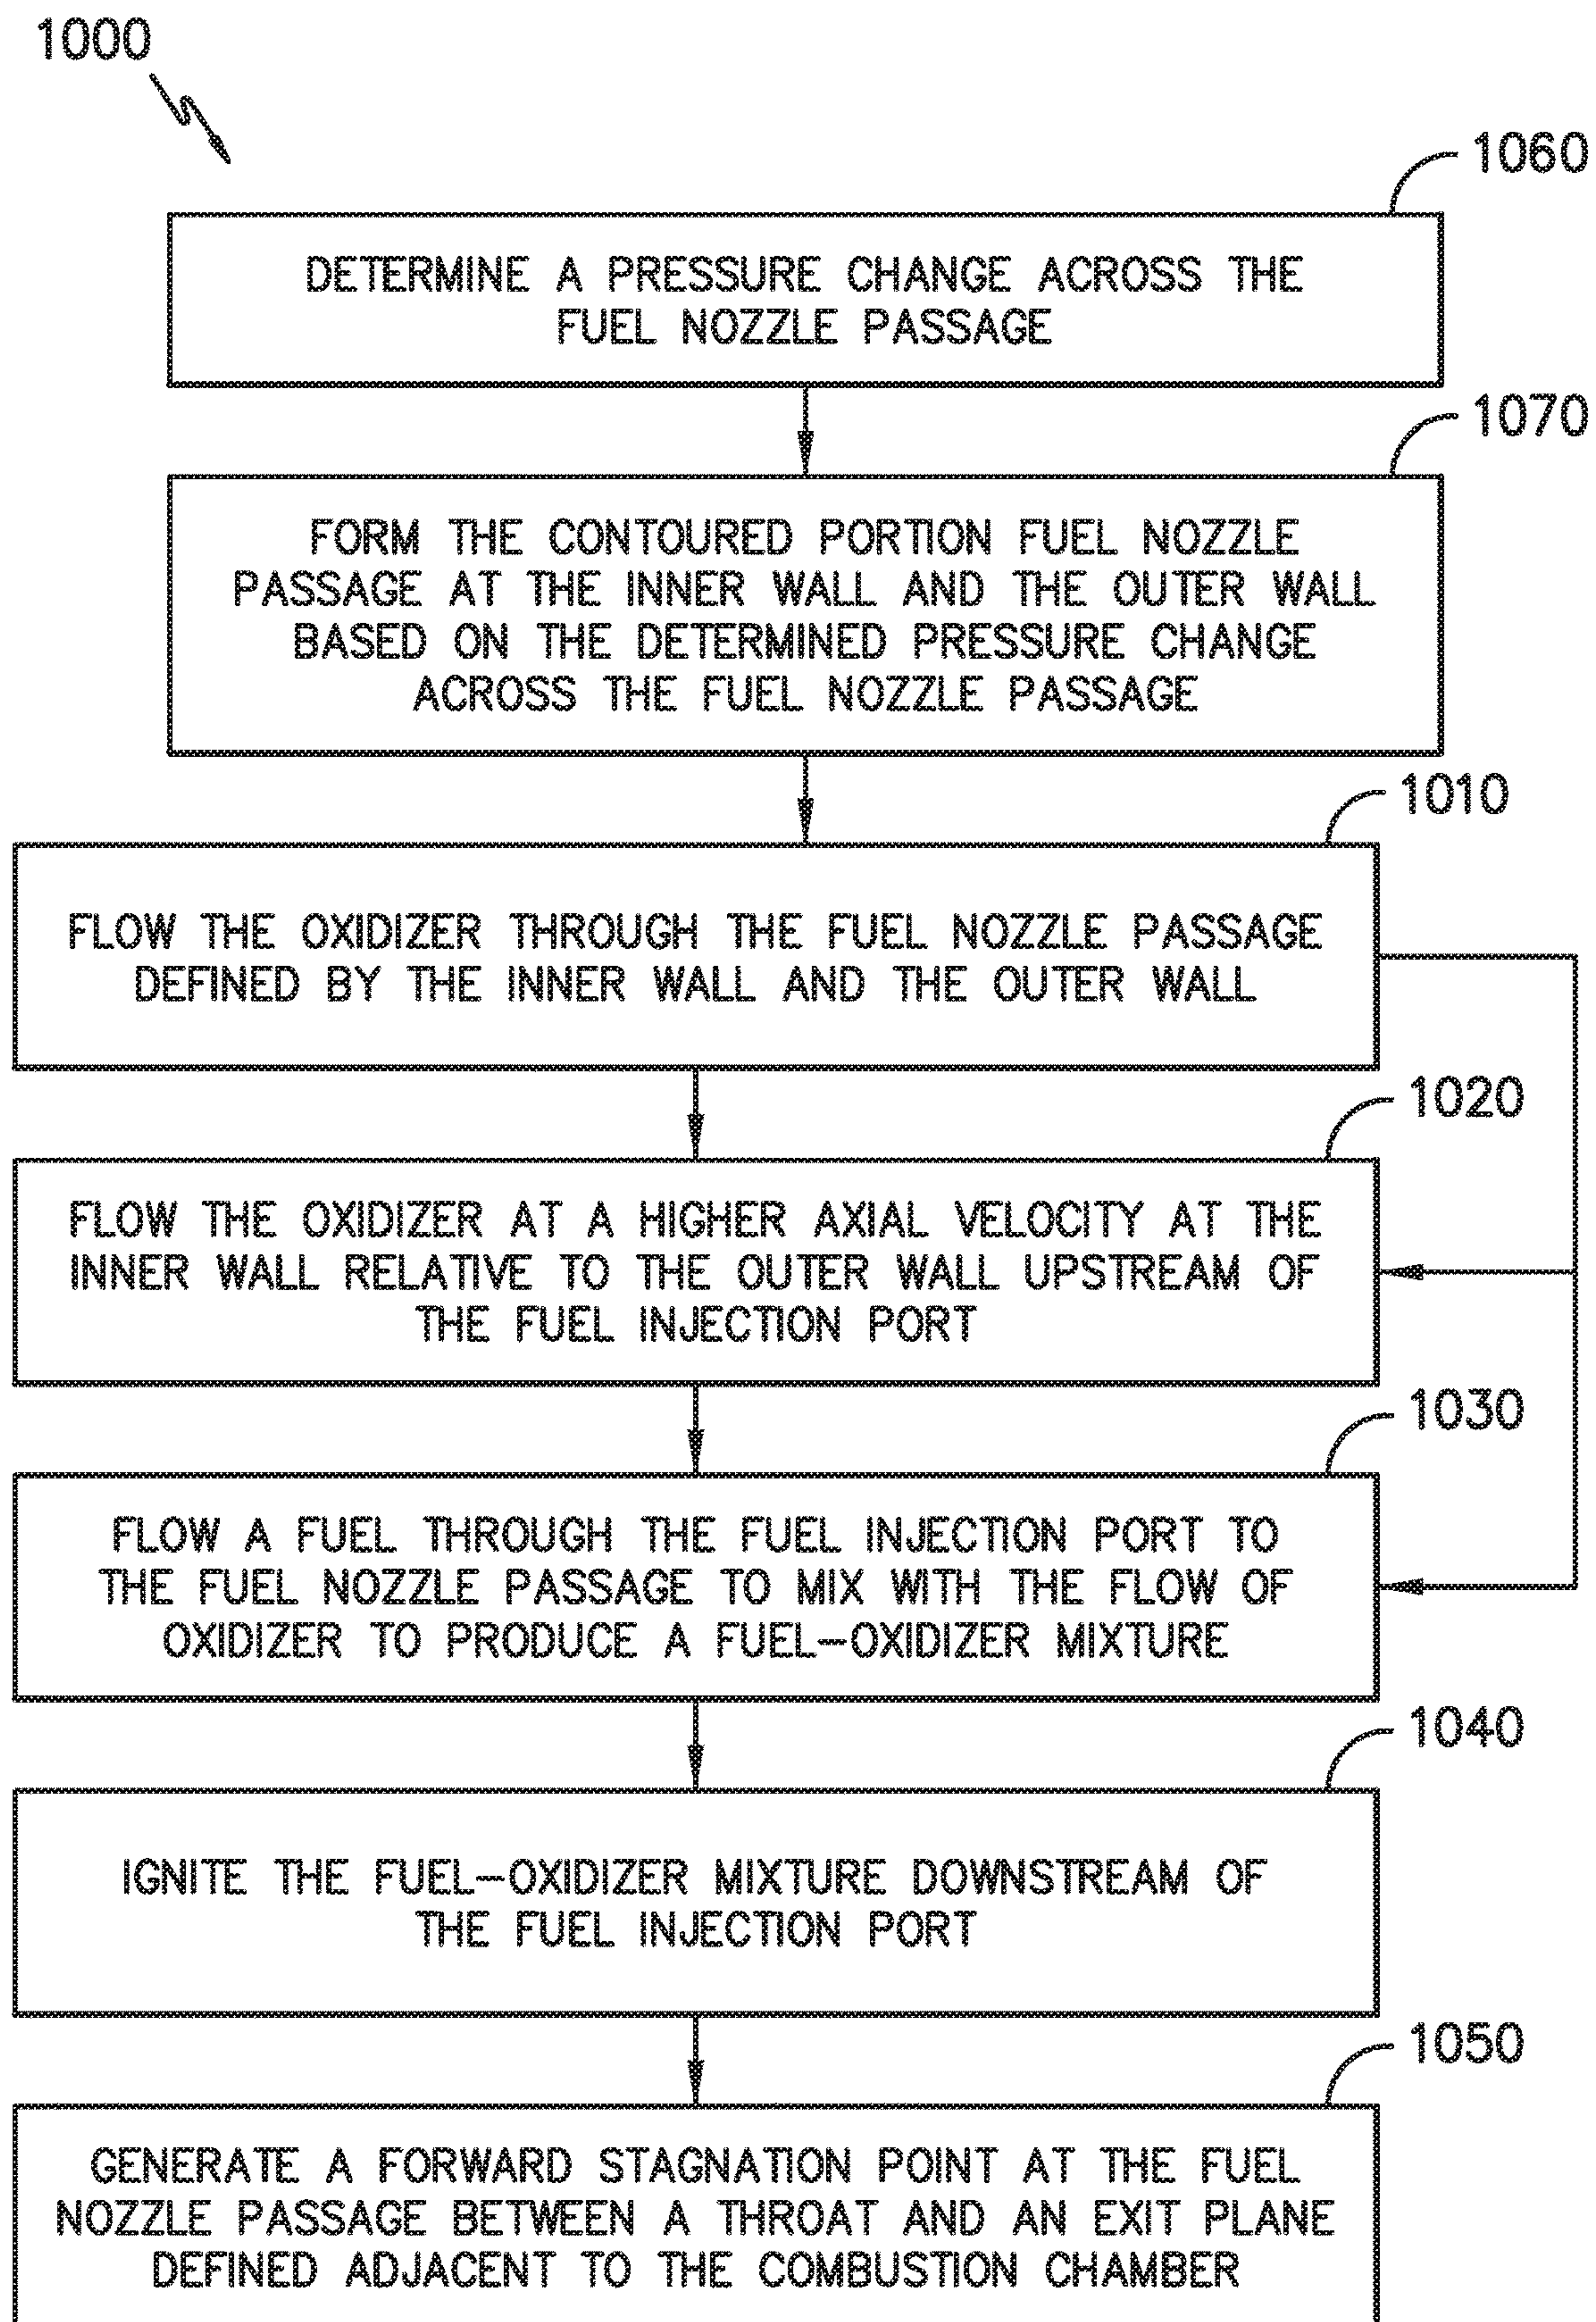 1000
1060
DETERMINE A PRESSURE CHANGE ACROSS THE
FUEL NOZZLE PASSAGE
1070
FORM THE CONTOURED PORTION FUEL NOZZLE
PASSAGE AT THE INNER WALL AND THE OUTER WALL
BASED ON THE DETERMINED PRESSURE CHANGE
ACROSS THE FUEL NOZZLE PASSAGE
1010
FLOW THE OXIDIZER THROUGH THE FUEL NOZZLE PASSAGE
DEFINED BY THE INNER WALL AND THE OUTER WALL
1020
FLOW THE OXIDIZER AT A HIGHER AXIAL VELOCITY AT THE
INNER WALL RELATIVE TO THE OUTER WALL UPSTREAM OF
THE FUEL INJECTION PORT
1030
FLOW A FUEL THROUGH THE FUEL INJECTION PORT TO
THE FUEL NOZZLE PASSAGE TO MIX WITH THE FLOW OF
OXIDIZER TO PRODUCE A FUEL-OXIDIZER MIXTURE
1040
IGNITE THE FUEL-OXIDIZER MIXTURE DOWNSTREAM OF
THE FUEL INJECTION PORT
1050
GENERATE A FORWARD STAGNATION POINT AT THE FUEL
NOZZLE PASSAGE BETWEEN A THROAT AND AN EXIT PLANE
DEFINED ADJACENT TO THE COMBUSTION CHAMBER